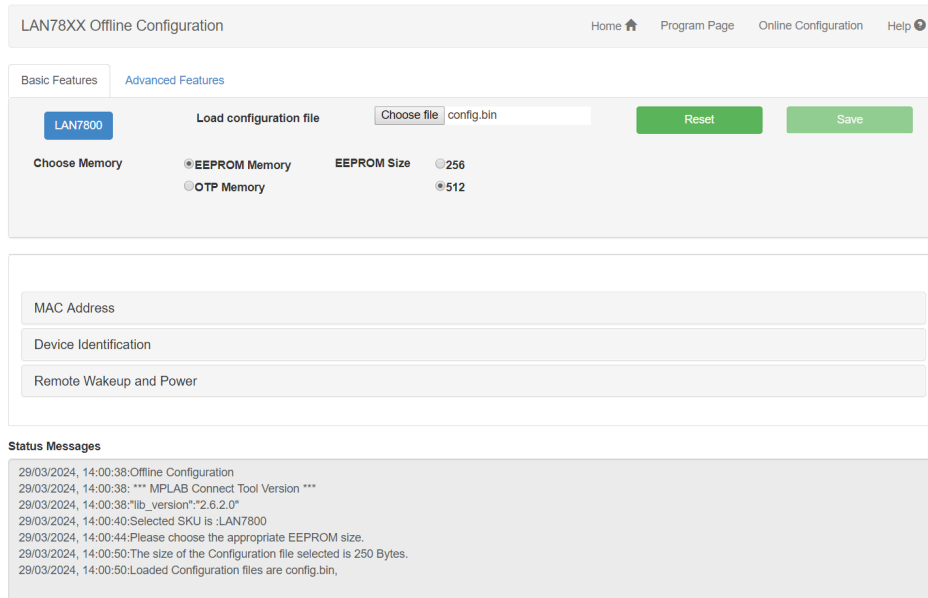 LAN78XX Offline Configuration Home Program Page Online Configuration Help
Basic Features Advanced Features
LAN7800 Load configuration file Choose file config.bin Reset Save
Choose Memory EEPROM Memory EEPROM Size 256
OTP Memory 512
MAC Address
Device Identification
Remote Wakeup and Power
Status Messages
29/03/2024, 14:00:38:Offline Configuration
29/03/2024, 14:00:38: *** MPLAB Connect Tool Version ***
29/03/2024, 14:00:38:"lib_version":"2.6.2.0"
29/03/2024, 14:00:40:Selected SKU is :LAN7800
29/03/2024, 14:00:44:Please choose the appropriate EEPROM size.
29/03/2024, 14:00:50:The size of the Configuration file selected is 250 Bytes.
29/03/2024, 14:00:50:Loaded Configuration files are config.bin,